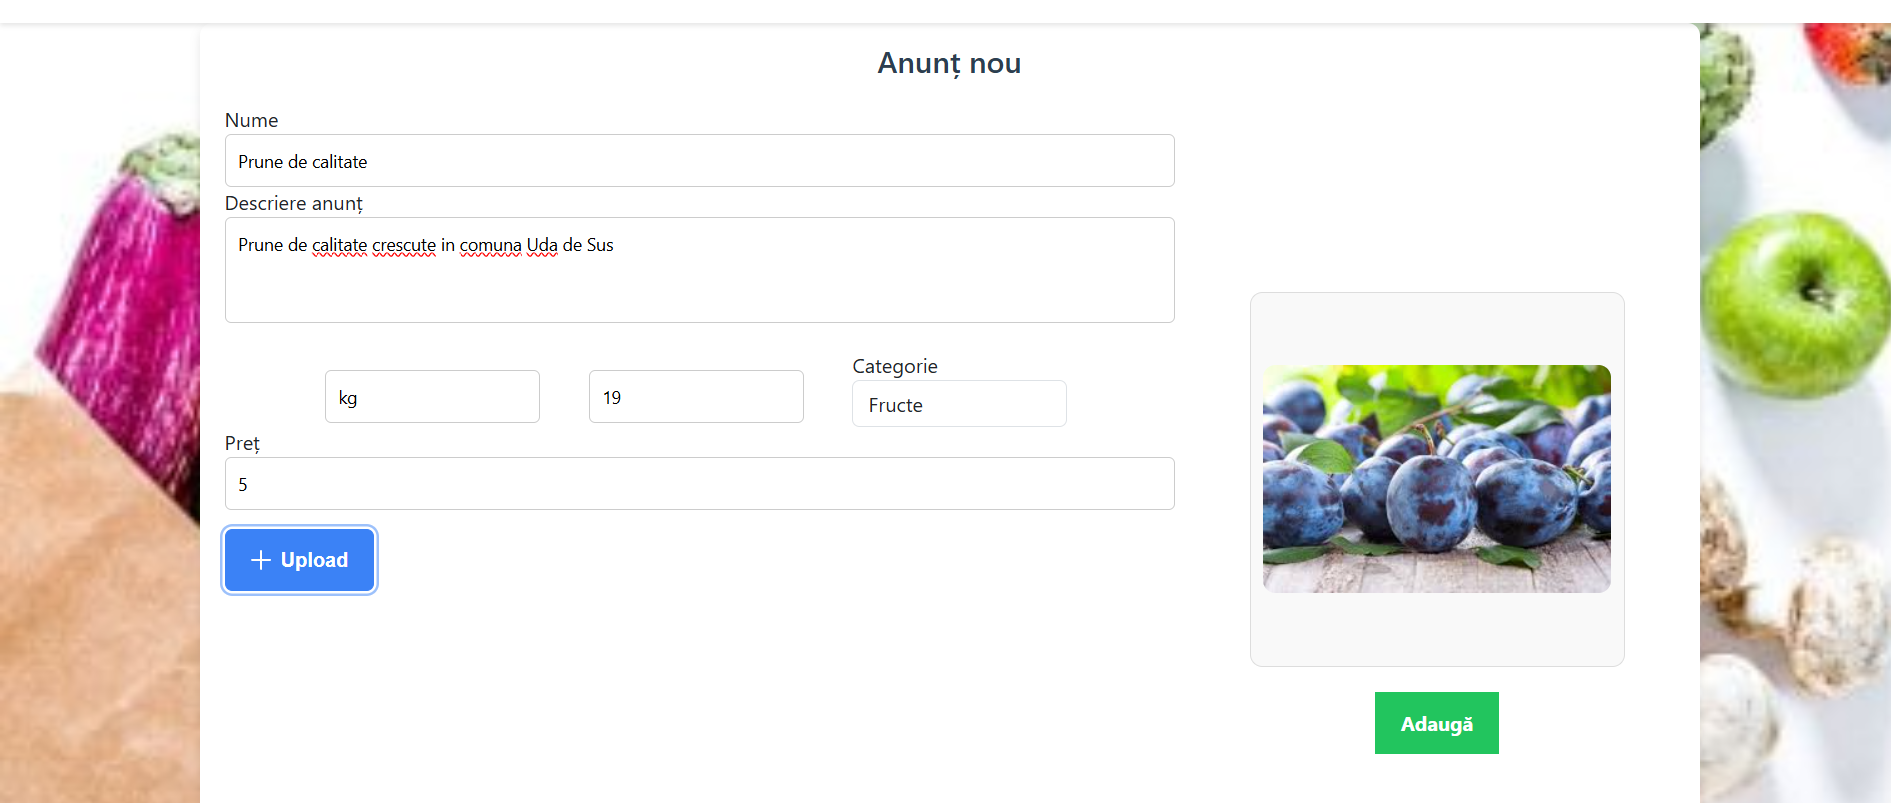 Anunț nou
Nume
Prune de calitate
Descriere anunț
Prune de calitate crescute in comuna Uda de Sus
Categorie
kg
19
Fructe
Preț
5
Upload
Adaugă